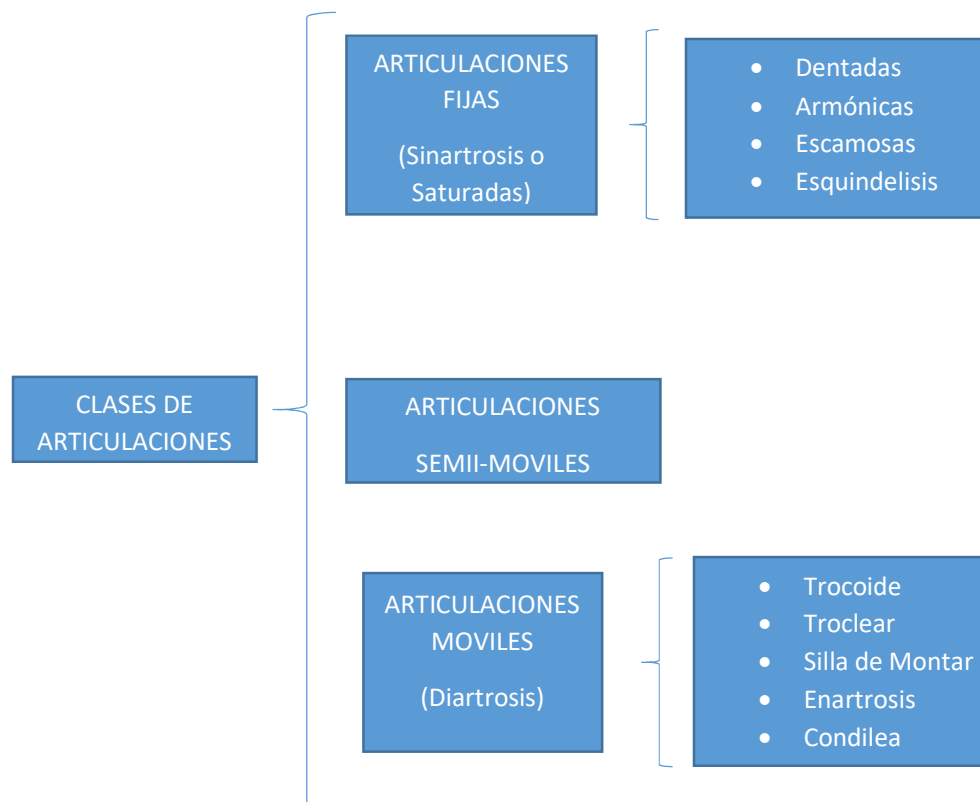 ARTICULACIONES
FIJAS
(Sinartrosis o
Saturadas)
• Dentadas
• Armónicas
• Escamosas
• Esquindelisis
CLASES DE
ARTICULACIONES
ARTICULACIONES
SEMII-MOVILES
ARTICULACIONES
MOVILES
(Diartrosis)
• Trocoide
• Troclear
• Silla de Montar
• Enartrosis
• Condilea